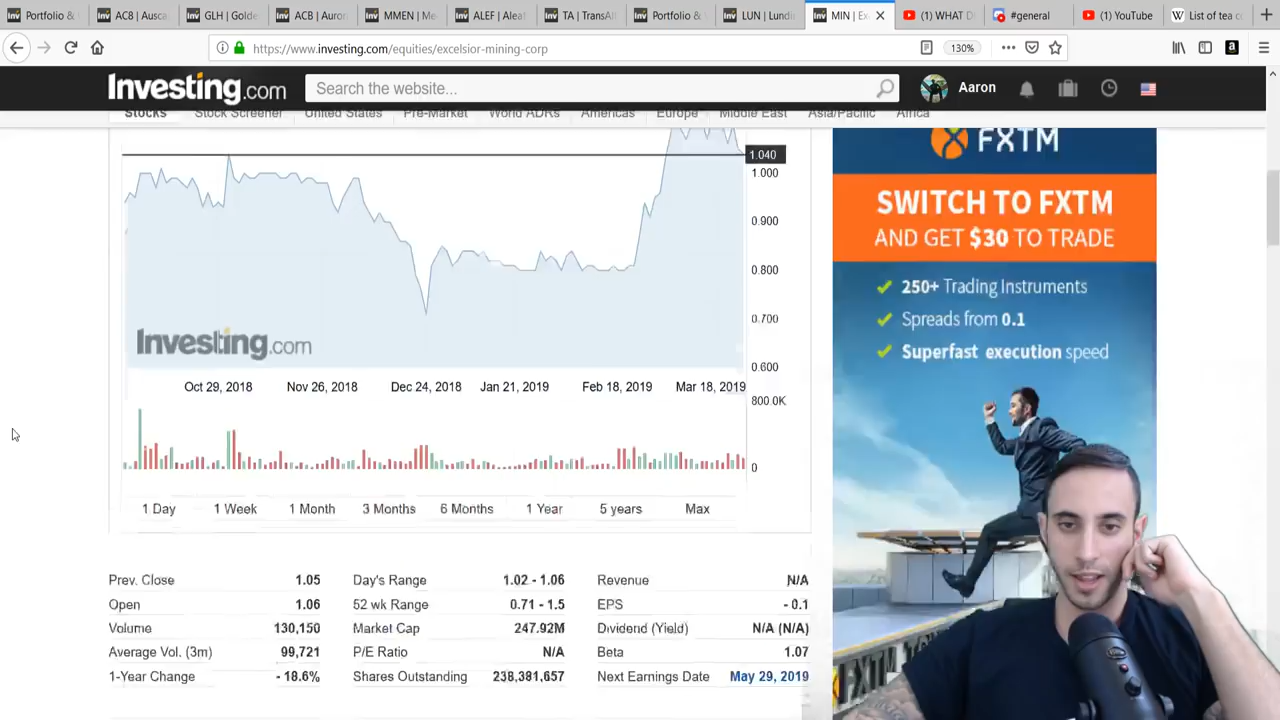 Portfolio &
ACB | Ausca
GLH | Golde
ACB | Auror
MMEN | Me
ALEF | Aleaf
TA | TransAl
Portfolio &
LUN | Lundi
MIN | Ex
(1) WHAT D
#general
(1) YouTube
List of tea c
https://www.investing.com/equities/excelsior-mining-corp
130%
Investing.com
Search the website...
Aaron
Stocks Stock Screener United States Pre-Market World ADRs Americas Europe Middle East Asia/Pacific Africa
1.040
1.000
0.900
0.800
0.700
0.600
Investing.com
Oct 29, 2018 Nov 26, 2018 Dec 24, 2018 Jan 21, 2019 Feb 18, 2019 Mar 18, 2019
800.0K
0
1 Day 1 Week 1 Month 3 Months 6 Months 1 Year 5 years Max
Prev. Close 1.05 Day's Range 1.02 - 1.06 Revenue N/A
Open 1.06 52 wk Range 0.71 - 1.5 EPS - 0.1
Volume 130,150 Market Cap 247.92M Dividend (Yield) N/A (N/A)
Average Vol. (3m) 99,721 P/E Ratio N/A Beta 1.07
1-Year Change - 18.6% Shares Outstanding 238,381,657 Next Earnings Date May 29, 2019
FXTM
SWITCH TO FXTM
AND GET $30 TO TRADE
250+ Trading Instruments
Spreads from 0.1
Superfast execution speed